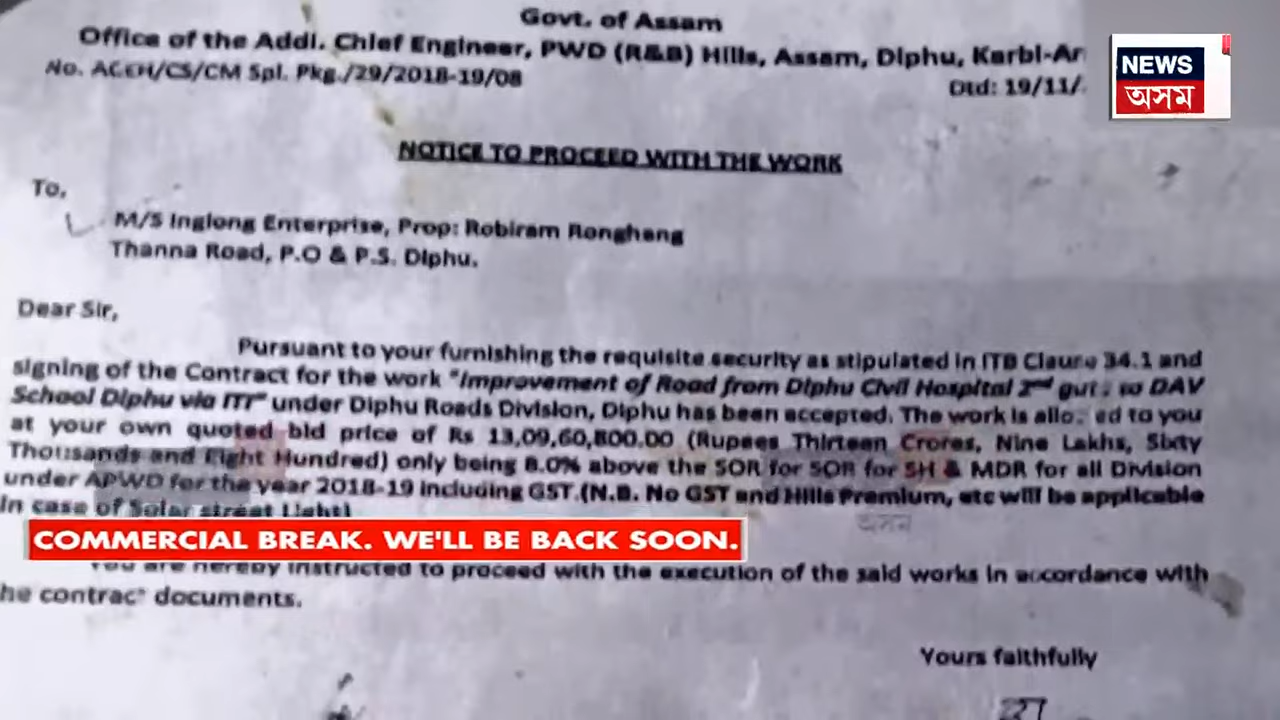 Govt. of Assam
Office of the Addl. Chief Engineer, PWD (R&B) Hills, Assam, Diphu, Karbi-Ar
No. ACEH/CS/CM Spl. Pkg./29/2018-19/08
Dtd: 19/11/
NEWS
অসম
NOTICE TO PROCEED WITH THE WORK
To,
M/S Inglong Enterprise, Prop: Robiram Ronghang
Thanna Road, P.O & P.S. Diphu.
Dear Sir,
Pursuant to your furnishing the requisite security as stipulated in ITB Clause 34.1 and
signing of the Contract for the work "Improvement of Road from Diphu Civil Hospital 2nd to DAV
School Diphu via ITI" under Diphu Roads Division, Diphu has been accepted. The work is allo ed to you
at your own quoted bid price of Rs 13,09,60,800.00 (Rupees Thirteen Crores, Nine Lakhs, Sixty
Thousands and Eight Hundred) only being 8.0% above the SOR for SOR for SH & MDR for all Division
under APWD for the year 2018-19 including GST.(N.B. No GST and Hills Premium, etc will be applicable
in case of Solar street Light)
অসম
COMMERCIAL BREAK. WE'LL BE BACK SOON.
You are hereby instructed to proceed with the execution of the said works in accordance with
he contract documents.
Yours faithfully